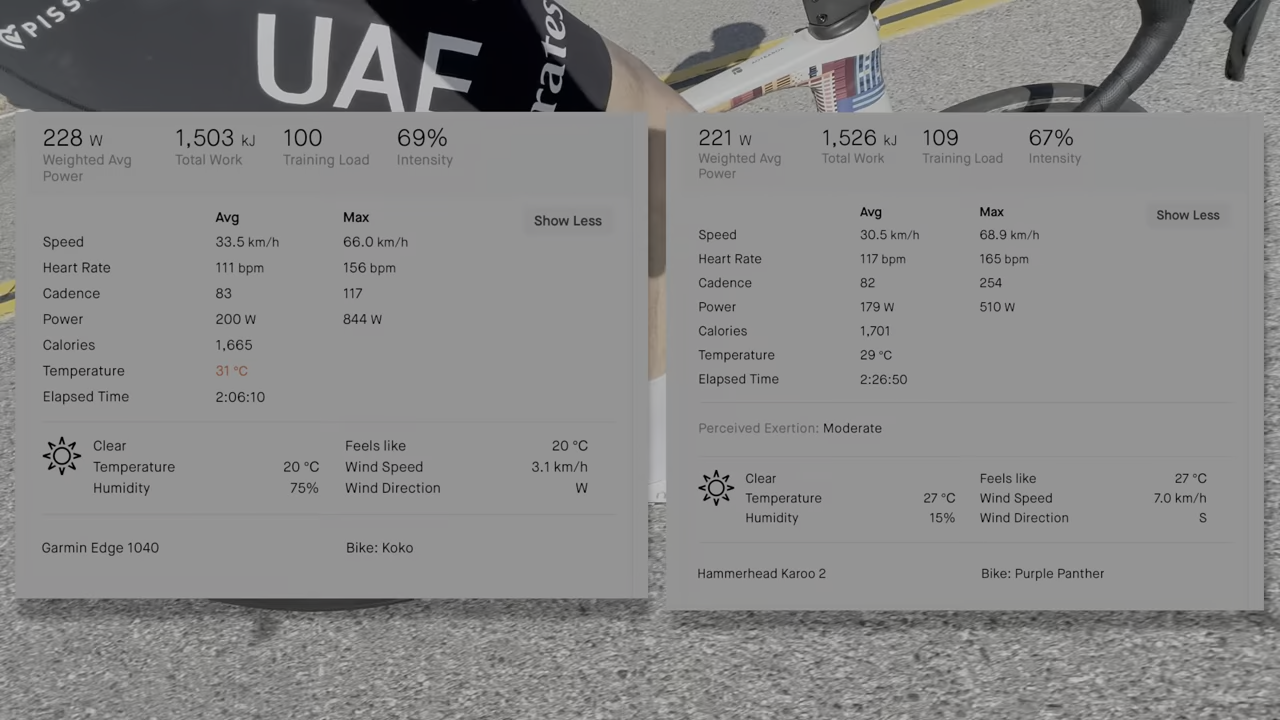 PISS
UAE
rates
228 W
1,503 kJ
100
69%
Weighted Avg Power
Total Work
Training Load
Intensity
Avg
Max
Show Less
Speed
33.5 km/h
66.0 km/h
Heart Rate
111 bpm
156 bpm
Cadence
83
117
Power
200 W
844 W
Calories
1,665
Temperature
31 °C
Elapsed Time
2:06:10
Clear
Feels like
20 °C
Temperature
20 °C
Wind Speed
3.1 km/h
Humidity
75%
Wind Direction
W
Garmin Edge 1040
Bike: Koko
221 W
1,526 kJ
109
67%
Weighted Avg Power
Total Work
Training Load
Intensity
Avg
Max
Show Less
Speed
30.5 km/h
68.9 km/h
Heart Rate
117 bpm
165 bpm
Cadence
82
254
Power
179 W
510 W
Calories
1,701
Temperature
29 °C
Elapsed Time
2:26:50
Perceived Exertion: Moderate
Clear
Feels like
27 °C
Temperature
27 °C
Wind Speed
7.0 km/h
Humidity
15%
Wind Direction
S
Hammerhead Karoo 2
Bike: Purple Panther